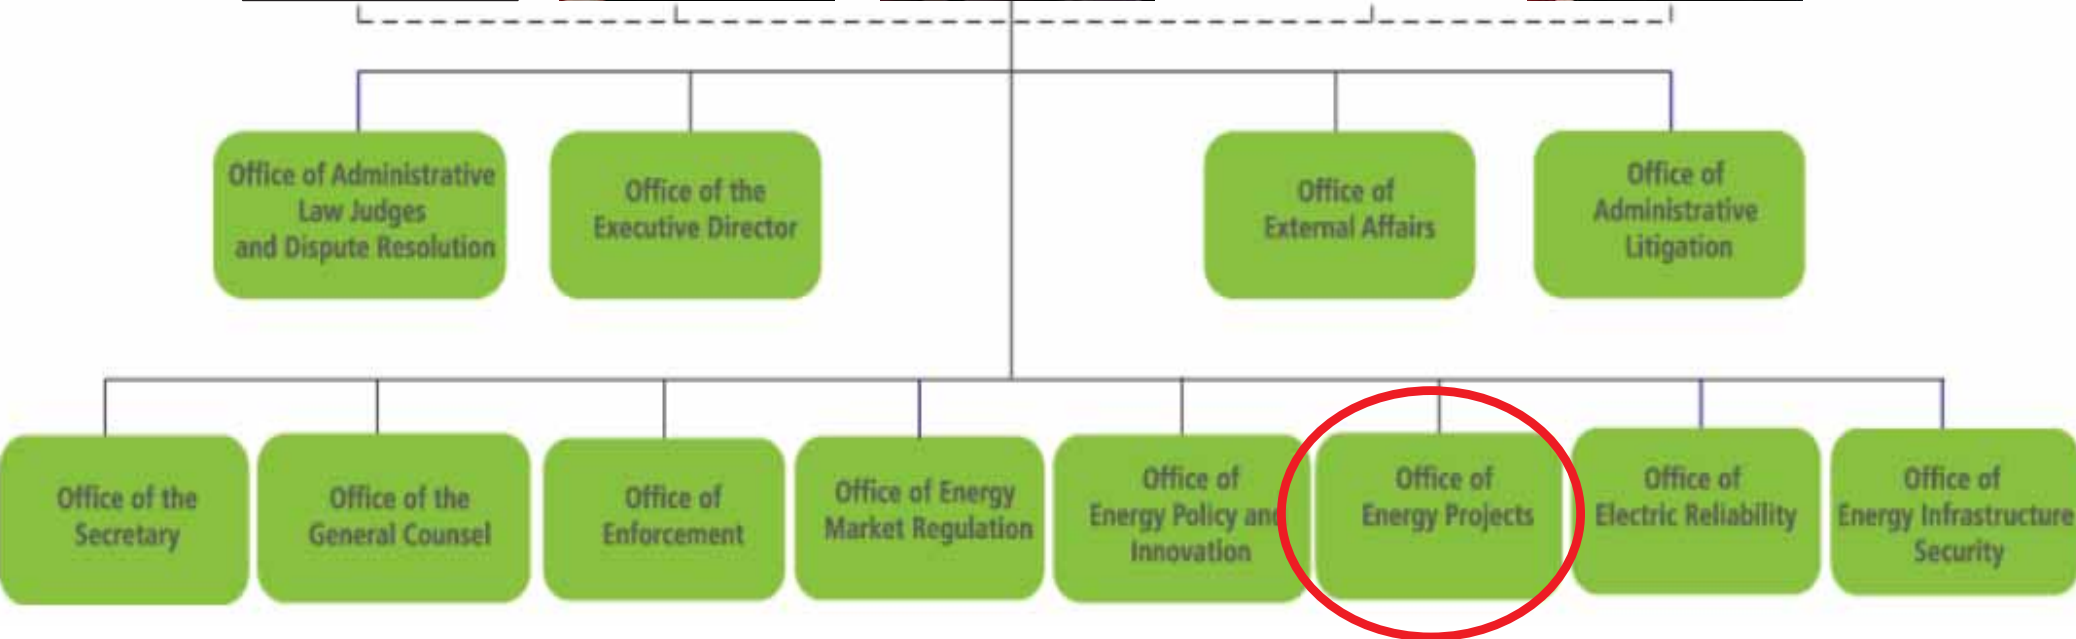 Office of Administrative
Law Judges
and Dispute Resolution
Office of the
Executive Director
Office of
External Affairs
Office of
Administrative
Litigation
Office of the
Secretary
Office of the
General Counsel
Office of
Enforcement
Office of Energy
Market Regulation
Office of
Energy Policy and
Innovation
Office of
Energy Projects
Office of
Electric Reliability
Office of
Energy Infrastructure
Security